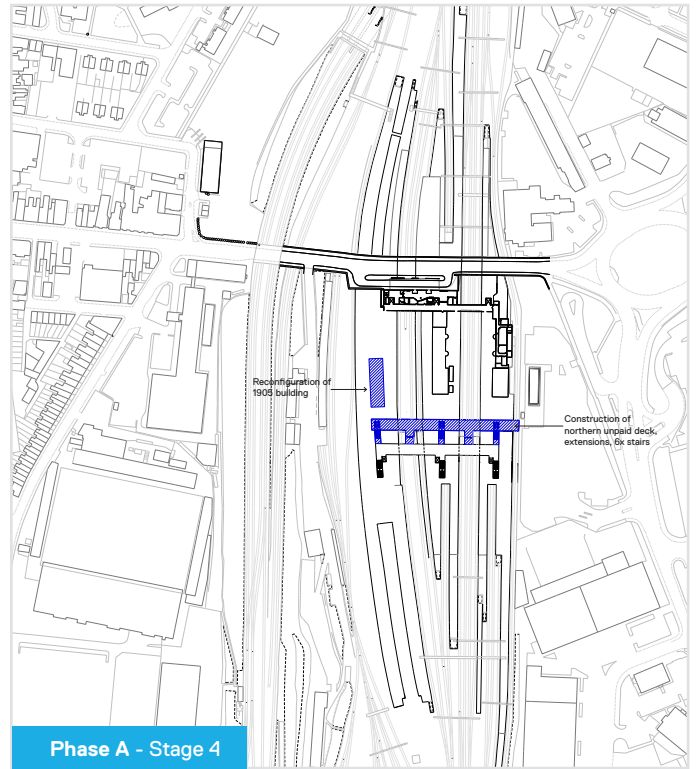 Reconfiguration of
1905 building
Construction of
northern unpaid deck,
extensions, 6x stairs
Phase A - Stage 4